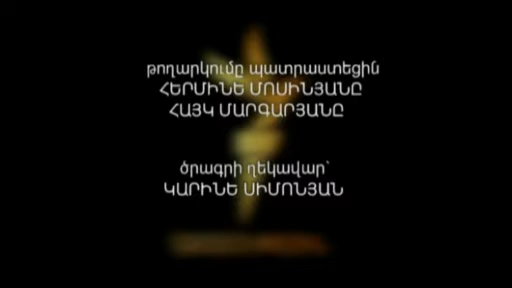 թողարկումը պատրաստեցին
ՀԵՐՄԻՆԵ ՄՈՍԻՆՅԱՆԸ
ՀԱՅԿ ՄԱՐԳԱՐՅԱՆԸ
ծրագրի ղեկավար՝
ԿԱՐԻՆԵ ՍԻՄՈՆՅԱՆ